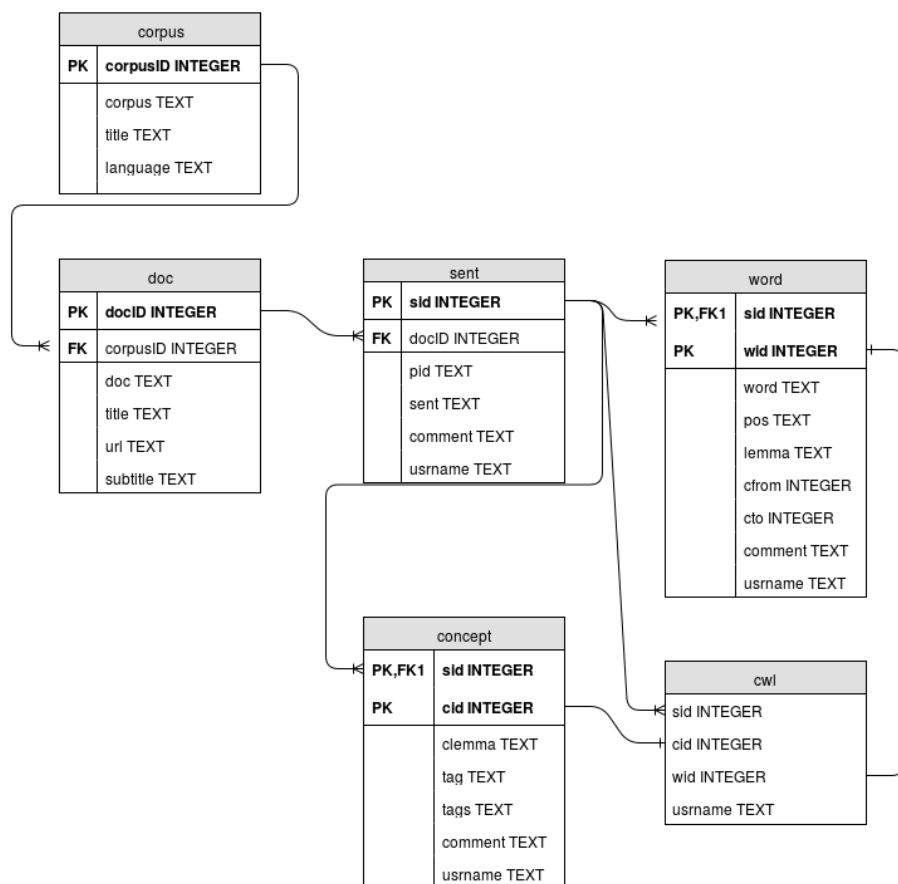 corpus
PK corpusID INTEGER
corpus TEXT
title TEXT
language TEXT
doc
PK docID INTEGER
FK corpusID INTEGER
doc TEXT
title TEXT
url TEXT
subtitle TEXT
sent
PK sid INTEGER
FK docID INTEGER
pid TEXT
sent TEXT
comment TEXT
usrname TEXT
word
PK,FK1 sid INTEGER
PK wid INTEGER
word TEXT
pos TEXT
lemma TEXT
cfrom INTEGER
cto INTEGER
comment TEXT
usrname TEXT
concept
PK,FK1 sid INTEGER
PK cid INTEGER
clemma TEXT
tag TEXT
tags TEXT
comment TEXT
usrname TEXT
cwl
sid INTEGER
cid INTEGER
wid INTEGER
usrname TEXT